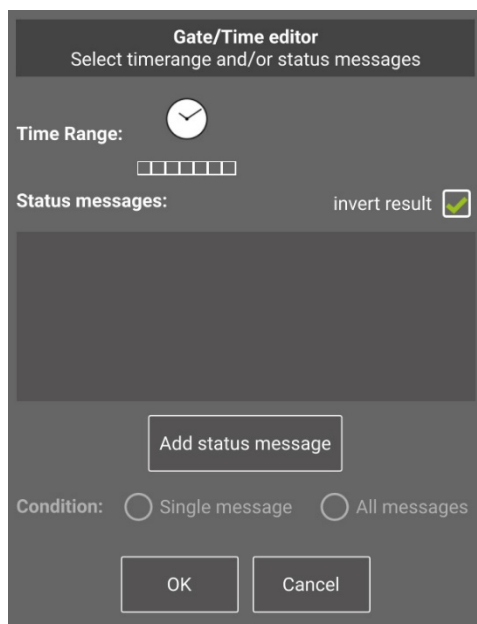 Gate/Time editor
Select timerange and/or status messages
Time Range:
Status messages:
invert result
Add status message
Condition:
Single message
All messages
OK
Cancel